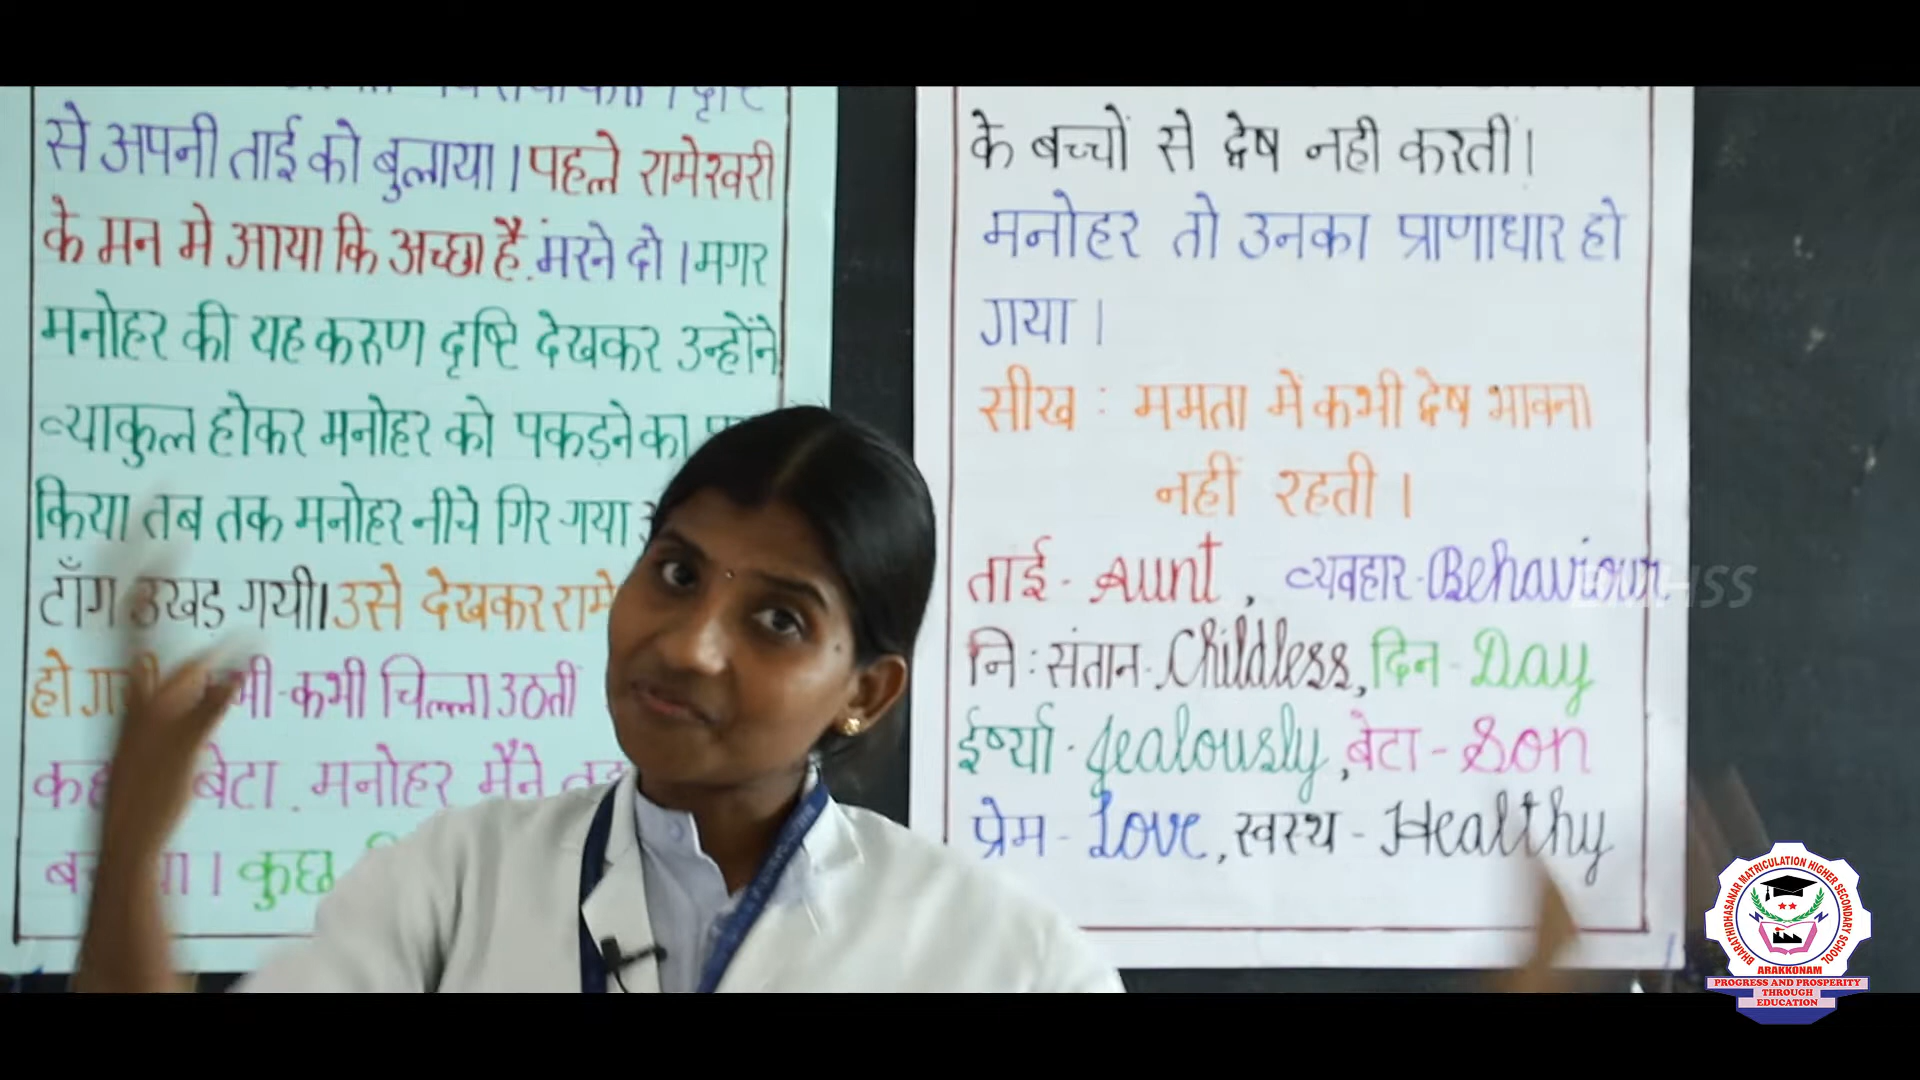 से अपनी ताई को बुलाया । पहले रामेश्वरी
के मन मे आया कि अच्छा है. मंरने दो । मगर
मनोहर की यह करुण दृष्टि देखकर उन्होंने
व्याकुल होकर मनोहर को पकड़ने का
किया तब तक मनोहर नीचे गिर गया
टाँग उखड़ गयी। उसे देखकर रामे
हो कभी चिल्ला उठतीं
बेटा. मनोहर मैंने
कुछ
के बच्चों से द्वेष नही करतीं।
मनोहर तो उनका प्राणाधार हो
गया ।
सीख : ममता में कभी द्वेष भावना
नहीं रहती ।
ताई - Aunt , व्यवहार - Behaviour
नि : संतान - Childless, दिन - Day
ईर्ष्या - Jealously, बेटा - Son
प्रेम - Love, स्वस्थ - Healthy
BMHSS
BHARATHIDHASANAR MATRICULATION HIGHER SECONDARY SCHOOL
ARAKKONAM
PROGRESS AND PROSPERITY
THROUGH
EDUCATION